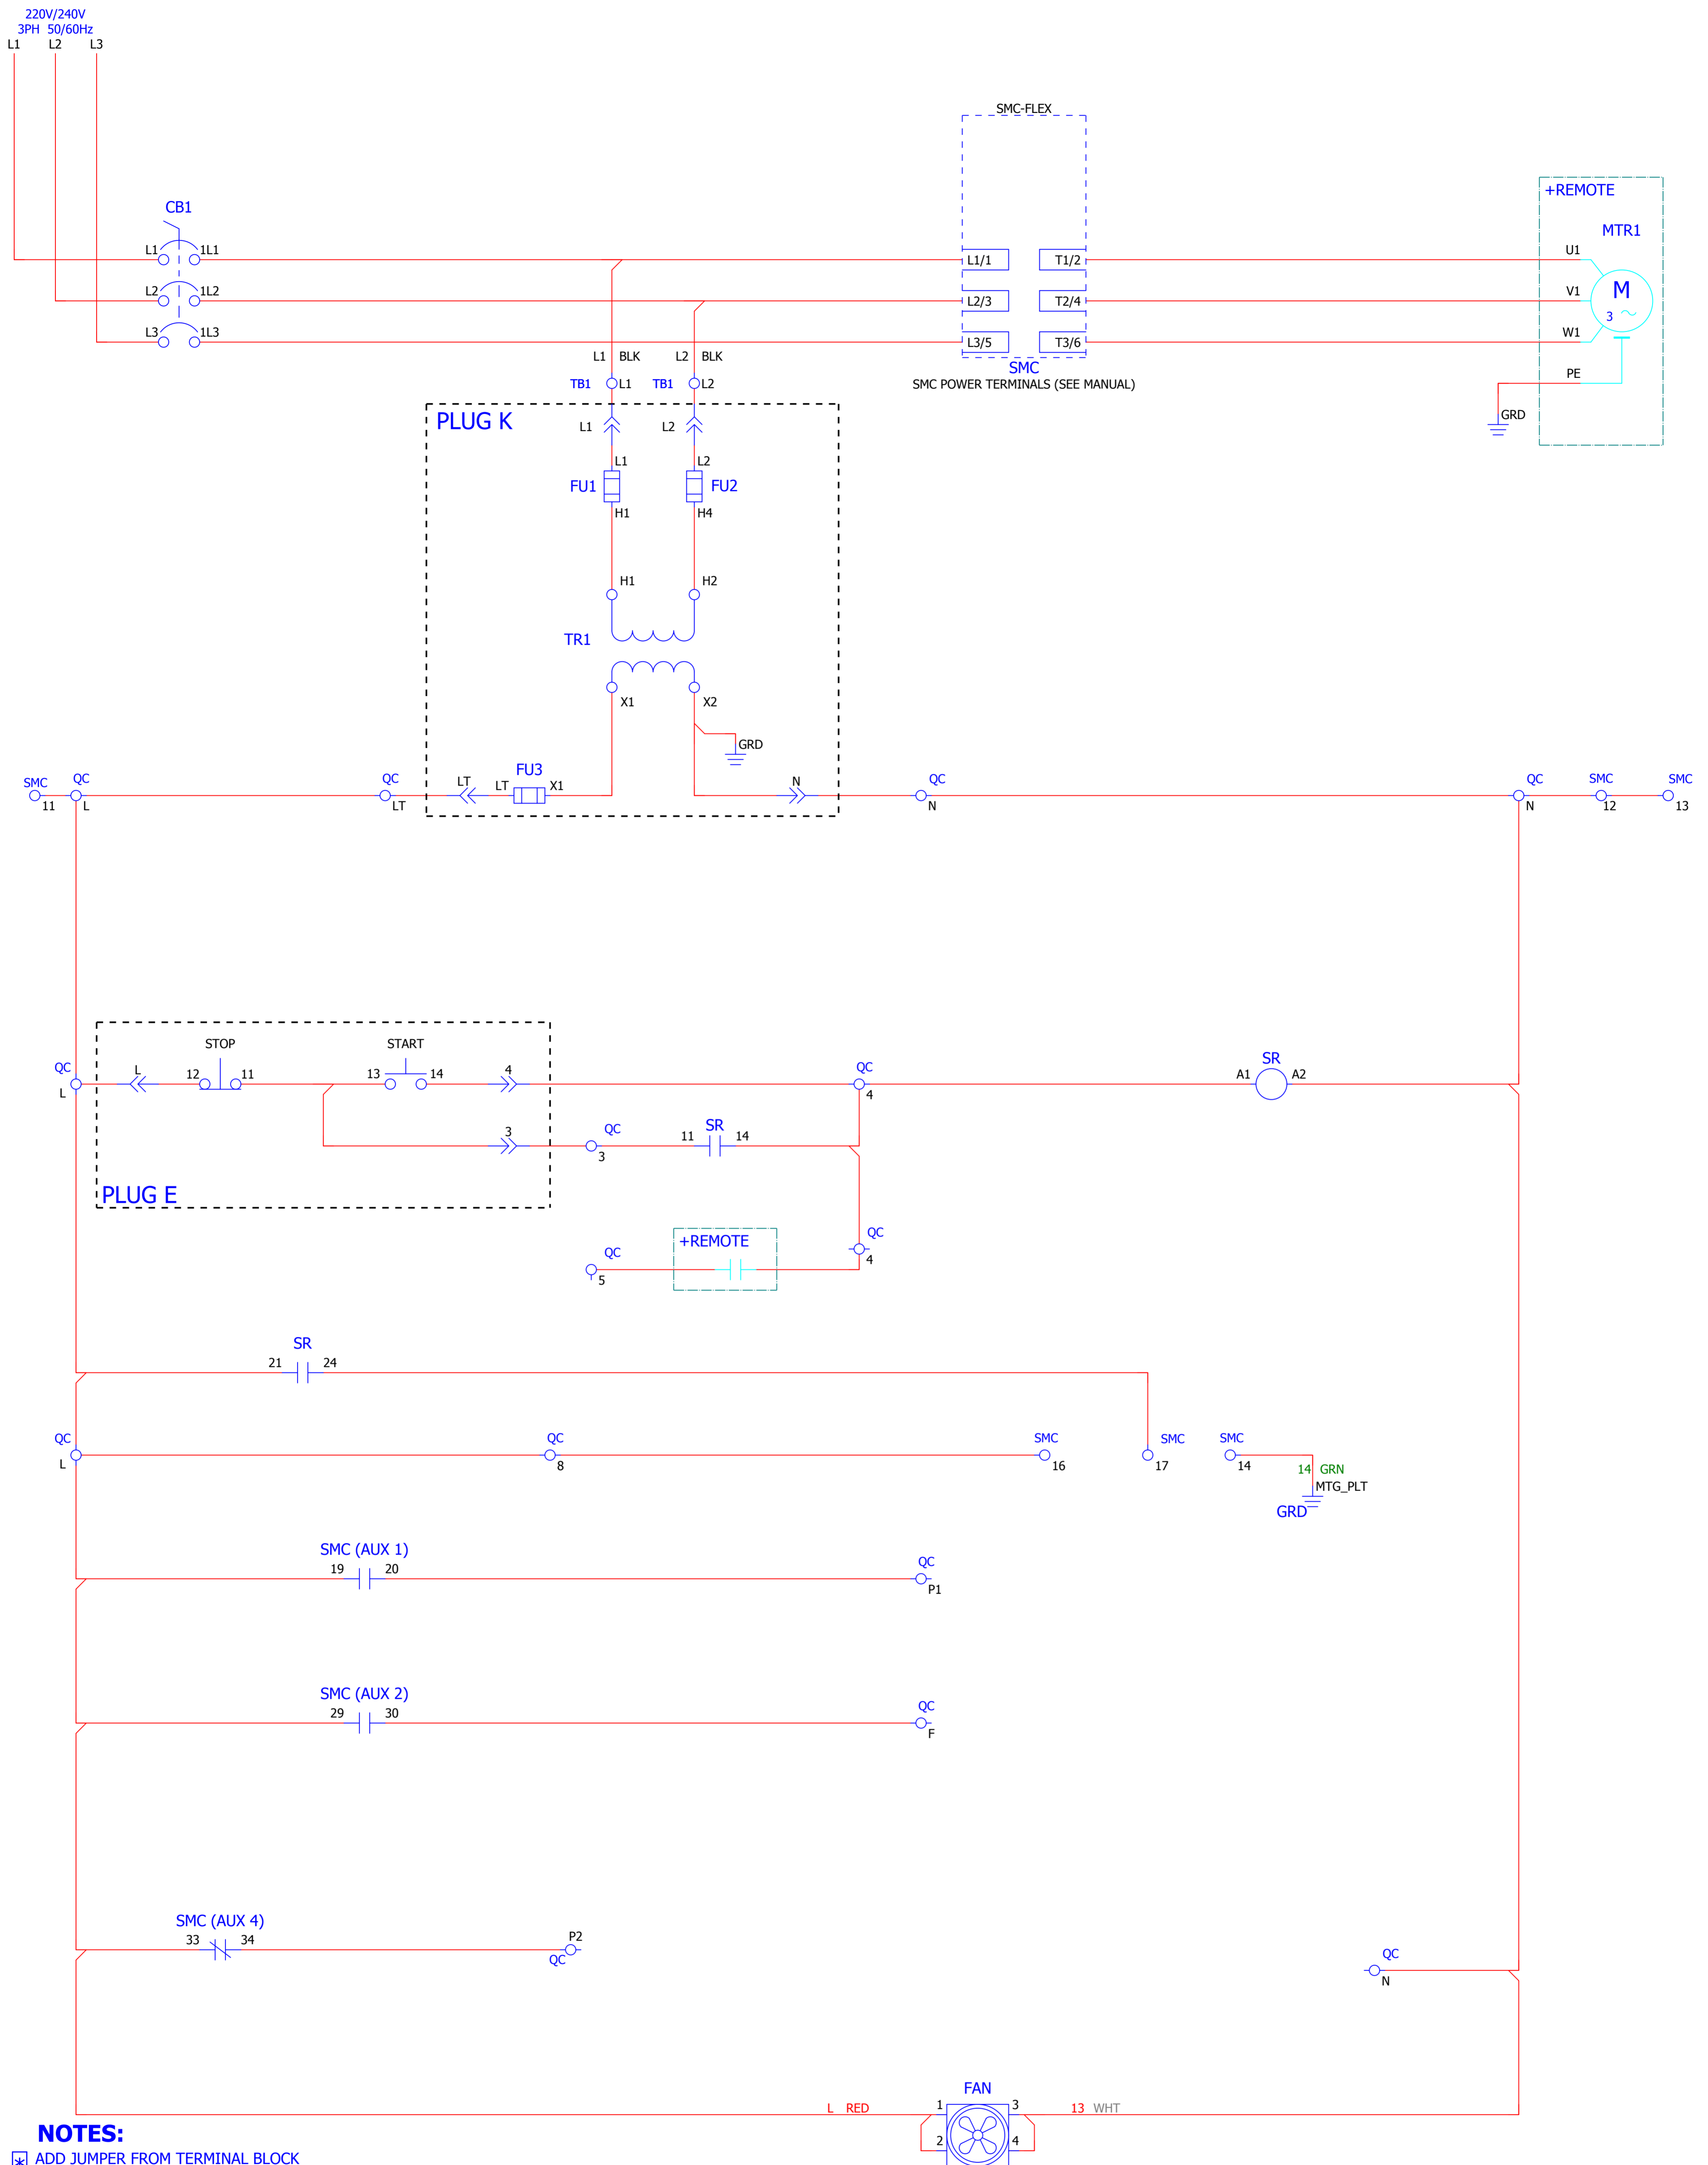 220V/240V
3PH 50/60Hz
L1 L2 L3
SMC-FLEX
+REMOTE
CB1
MTR1
L1 1L1
L1/1 T1/2
U1
L2 1L2
L2/3 T2/4
V1
M
3
L3 1L3
L3/5 T3/6
W1
L1 BLK L2 BLK
SMC
SMC POWER TERMINALS (SEE MANUAL)
PE
TB1 L1 TB1 L2
GRD
PLUG K
L1 L2
L1 L2
FU1 FU2
H1 H4
H1 H2
TR1
X1 X2
GRD
SMC QC QC LT LT FU3 X1 N QC QC SMC SMC
11 L LT N N 12 13
STOP START
QC L 12 11 13 14 4 QC SR
L 4 A1 A2
3 QC 11 SR 14
3
PLUG E
+REMOTE
QC QC
5 4
SR
21 24
QC QC SMC SMC SMC
L 8 16 17 14
14 GRN
MTG_PLT
GRD
SMC (AUX 1)
19 20 QC
P1
SMC (AUX 2)
29 30 QC
F
SMC (AUX 4)
33 34 P2
QC
QC
N
FAN
L RED 1 3 13 WHT
2 4
NOTES:
* ADD JUMPER FROM TERMINAL BLOCK